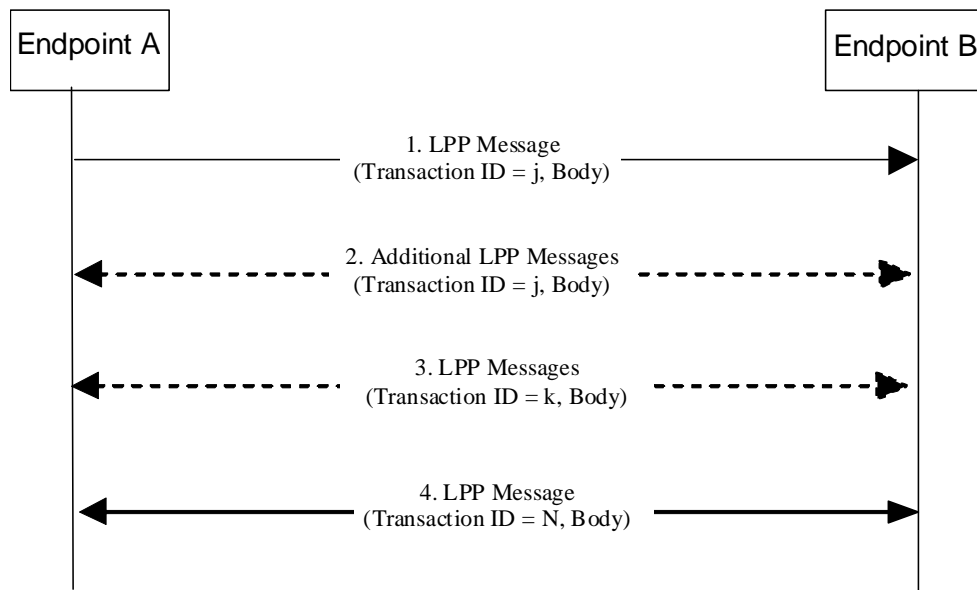 Endpoint A
Endpoint B
1. LPP Message
(Transaction ID = j, Body)
2. Additional LPP Messages
(Transaction ID = j, Body)
3. LPP Messages
(Transaction ID = k, Body)
4. LPP Message
(Transaction ID = N, Body)